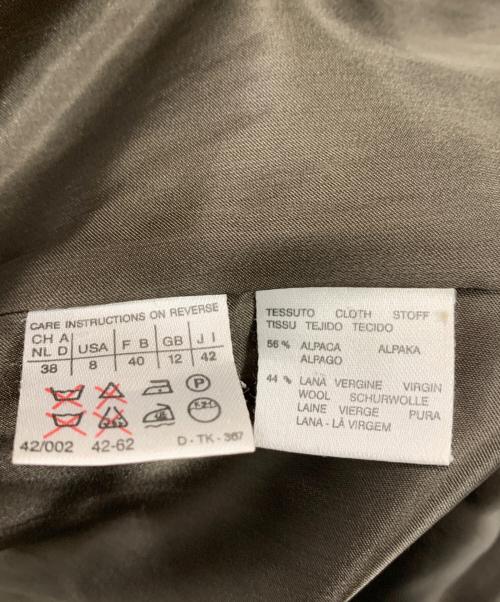 CARE INSTRUCTIONS ON REVERSE
CH A USA F B GB J I
NL D
38 8 40 12 42
P
42/002 42-62 D-TK-367
TESSUTO CLOTH STOFF
TISSU TEJIDO TECIDO
56% ALPACA ALPAKA
ALPAGO
44% LANA VERGINE VIRGIN
WOOL SCHURWOLLE
LAINE VIERGE PURA
LANA - LÃ VIRGEM